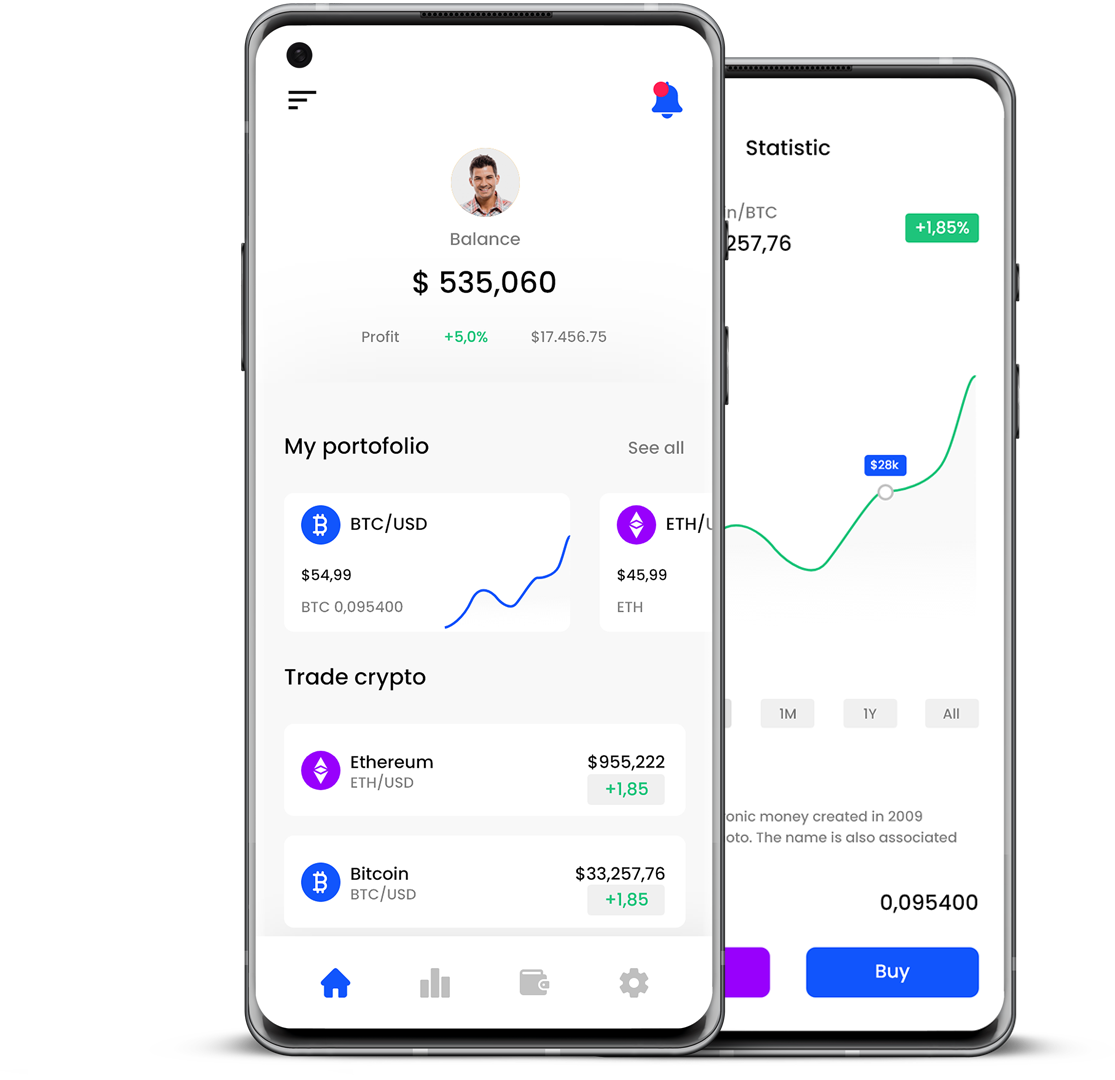 Balance
$ 535,060
Profit +5,0% $17.456.75
My portofolio See all
BTC/USD
$54,99
BTC 0,095400
ETH/U
$45,99
ETH
Trade crypto
Ethereum $955,222
ETH/USD +1,85
Bitcoin $33,257,76
BTC/USD +1,85
Statistic
n/BTC
257,76
+1,85%
$28k
1M 1Y All
onic money created in 2009
oto. The name is also associated
0,095400
Buy